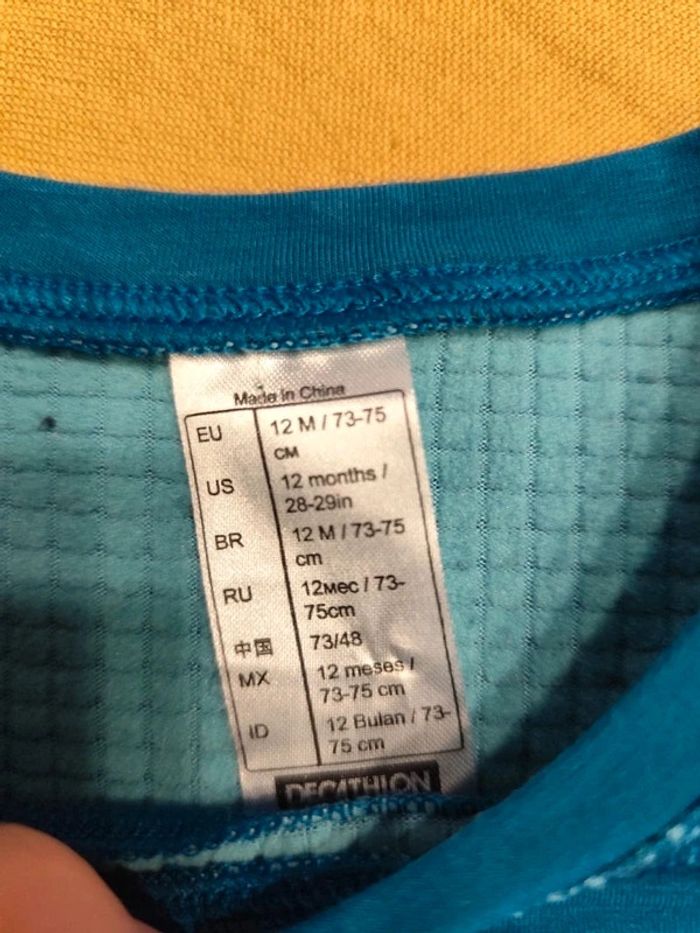 Made in China
EU 12 M / 73-75
CM
US 12 months /
28-29in
BR 12 M / 73-75
cm
RU 12мес / 73-
75cm
中国 73/48
MX 12 meses /
73-75 cm
ID 12 Bulan / 73-
75 cm
DECATHLON